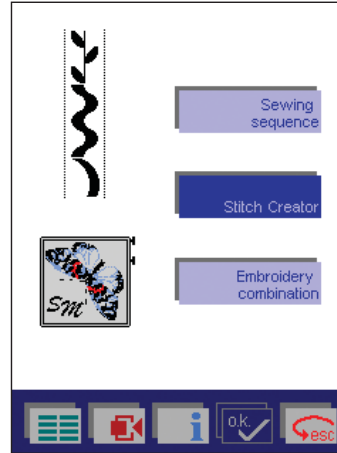 Sewing
sequence
Stitch Creator
Embroidery
combination
SM
i
o.k.
esc